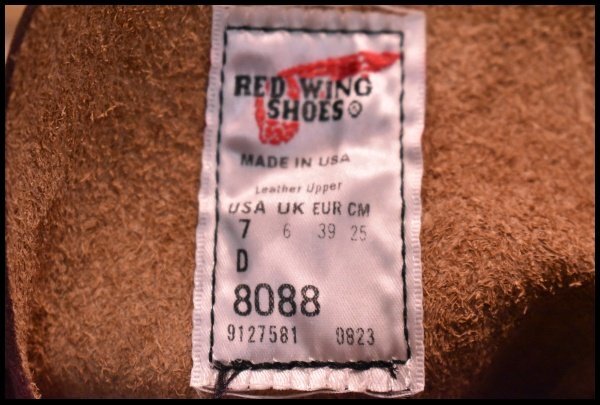 RED WING
SHOES®
MADE IN USA
Leather Upper
USA UK EUR CM
7 6 39 25
D
8088
9127581 0823